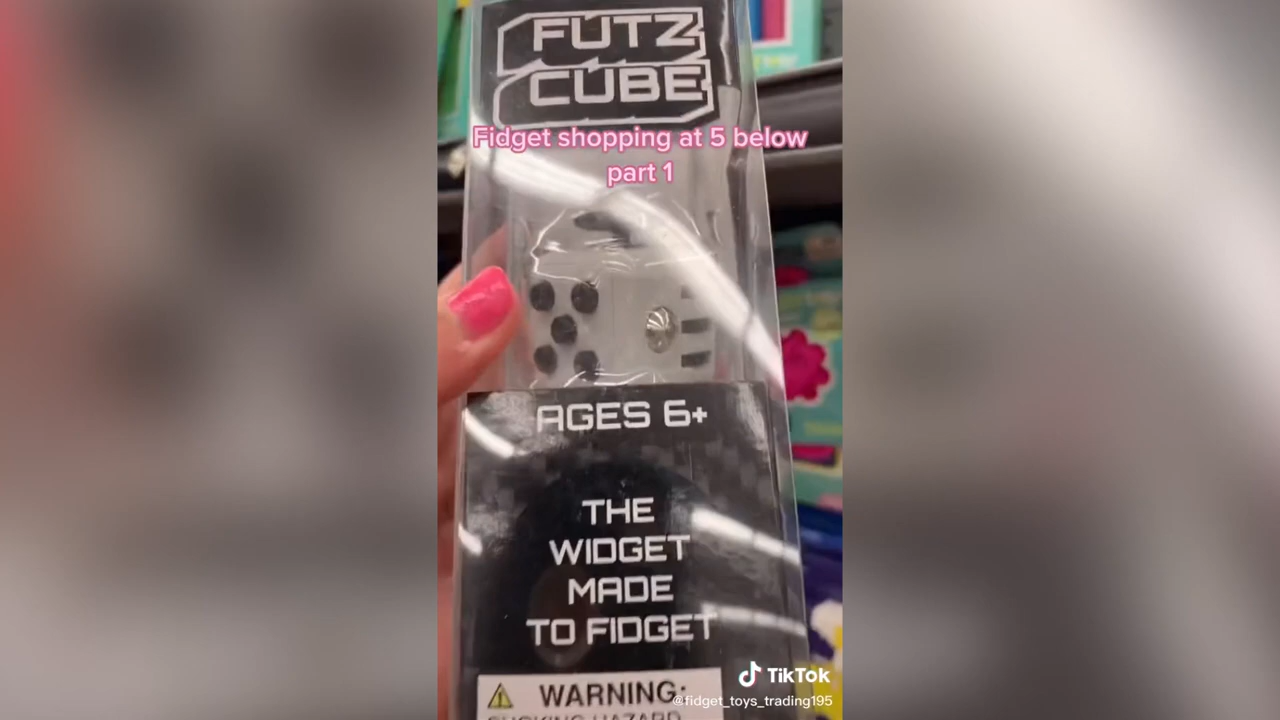 FUTZ
CUBE
Fidget shopping at 5 below
part 1
AGES 6+
THE
WIDGET
MADE
TO FIDGET
WARNING:
TikTok
@fidget_toys_trading195